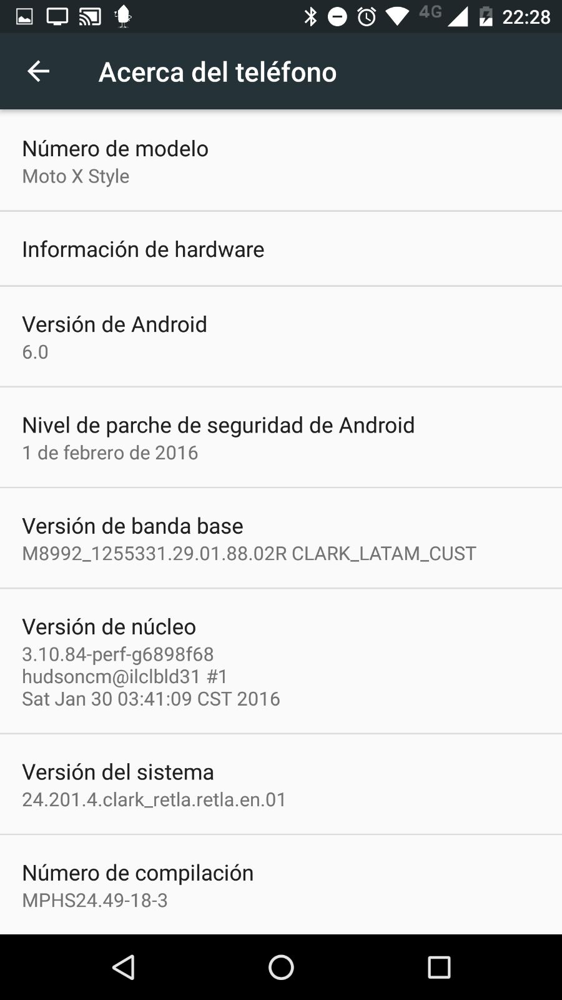 4G 22:28
Acerca del teléfono
Número de modelo
Moto X Style
Información de hardware
Versión de Android
6.0
Nivel de parche de seguridad de Android
1 de febrero de 2016
Versión de banda base
M8992_1255331.29.01.88.02R CLARK_LATAM_CUST
Versión de núcleo
3.10.84-perf-g6898f68
hudsoncm@ilclbld31 #1
Sat Jan 30 03:41:09 CST 2016
Versión del sistema
24.201.4.clark_retla.retla.en.01
Número de compilación
MPHS24.49-18-3